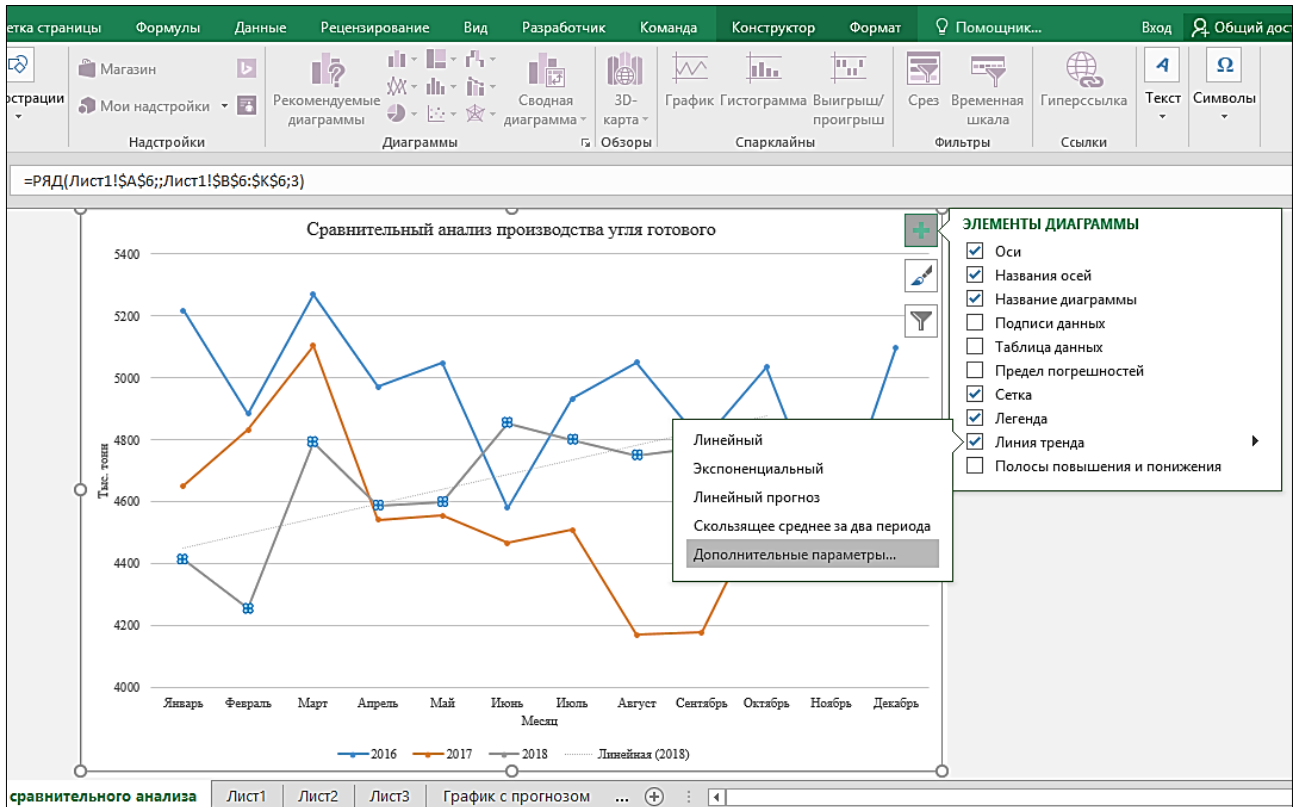 етка страницы Формулы Данные Рецензирование Вид Разработчик Команда Конструктор Формат Помощник... Вход Общий дос
острации
Магазин
Мои надстройки
Надстройки
Рекомендуемые
диаграммы
Сводная
диаграмма
Диаграммы
3D-
карта
Обзоры
График Гистограмма Выигрыш/
проигрыш
Спарклайны
Срез Временная
шкала
Фильтры
Гиперссылка
Ссылки
Текст
Символы
=РЯД(Лист1!$A$6;;Лист1!$B$6:$K$6;3)
Сравнительный анализ производства угля готового
5400
5200
5000
4800
4600
4400
4200
4000
Тыс. тонн
Январь Февраль Март Апрель Май Июнь Июль Август Сентябрь Октябрь Ноябрь Декабрь
Месяц
2016 2017 2018 Линейная (2018)
ЭЛЕМЕНТЫ ДИАГРАММЫ
Оси
Названия осей
Название диаграммы
Подписи данных
Таблица данных
Предел погрешностей
Сетка
Легенда
Линия тренда
Полосы повышения и понижения
Линейный
Экспоненциальный
Линейный прогноз
Скользящее среднее за два периода
Дополнительные параметры...
сравнительного анализа Лист1 Лист2 Лист3 График с прогнозом ...